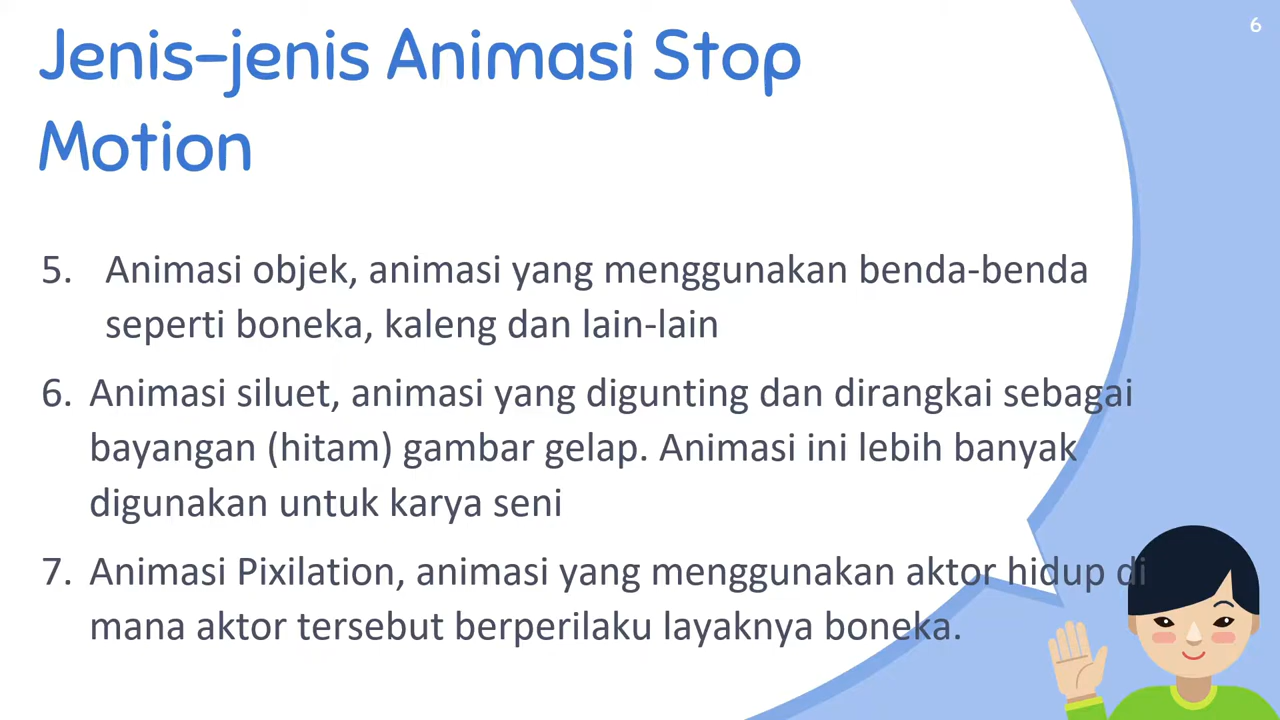 6
Jenis-jenis Animasi Stop
Motion
5. Animasi objek, animasi yang menggunakan benda-benda
seperti boneka, kaleng dan lain-lain
6. Animasi siluet, animasi yang digunting dan dirangkai sebagai
bayangan (hitam) gambar gelap. Animasi ini lebih banyak
digunakan untuk karya seni
7. Animasi Pixilation, animasi yang menggunakan aktor hidup di
mana aktor tersebut berperilaku layaknya boneka.